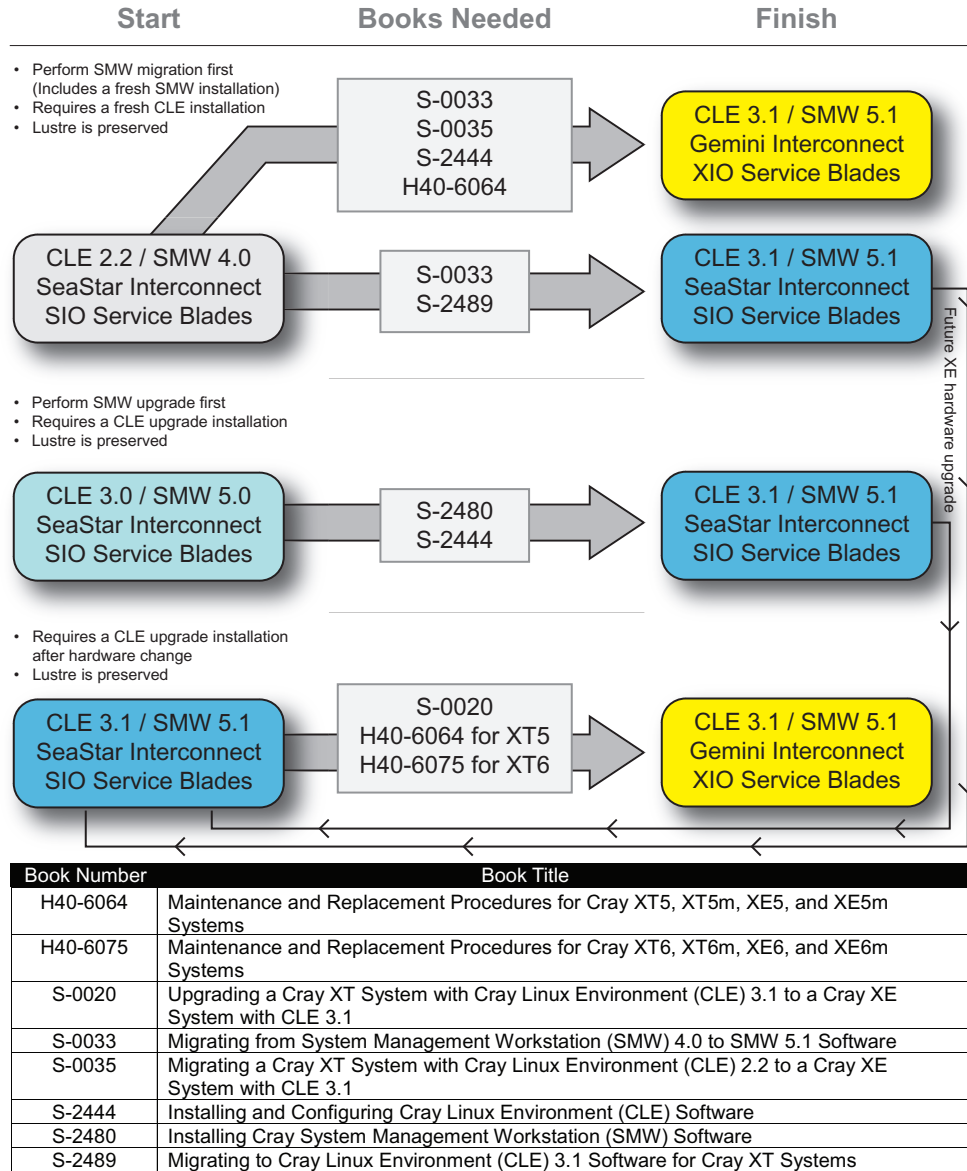 Start Books Needed Finish
• Perform SMW migration first
(Includes a fresh SMW installation)
• Requires a fresh CLE installation
• Lustre is preserved
S-0033
S-0035
S-2444
H40-6064
CLE 3.1 / SMW 5.1
Gemini Interconnect
XIO Service Blades
CLE 2.2 / SMW 4.0
SeaStar Interconnect
SIO Service Blades
S-0033
S-2489
CLE 3.1 / SMW 5.1
SeaStar Interconnect
SIO Service Blades
Future XE hardware upgrade
• Perform SMW upgrade first
• Requires a CLE upgrade installation
• Lustre is preserved
CLE 3.0 / SMW 5.0
SeaStar Interconnect
SIO Service Blades
S-2480
S-2444
CLE 3.1 / SMW 5.1
SeaStar Interconnect
SIO Service Blades
• Requires a CLE upgrade installation
after hardware change
• Lustre is preserved
CLE 3.1 / SMW 5.1
SeaStar Interconnect
SIO Service Blades
S-0020
H40-6064 for XT5
H40-6075 for XT6
CLE 3.1 / SMW 5.1
Gemini Interconnect
XIO Service Blades
Book Number Book Title
H40-6064 Maintenance and Replacement Procedures for Cray XT5, XT5m, XE5, and XE5m
Systems
H40-6075 Maintenance and Replacement Procedures for Cray XT6, XT6m, XE6, and XE6m
Systems
S-0020 Upgrading a Cray XT System with Cray Linux Environment (CLE) 3.1 to a Cray XE
System with CLE 3.1
S-0033 Migrating from System Management Workstation (SMW) 4.0 to SMW 5.1 Software
S-0035 Migrating a Cray XT System with Cray Linux Environment (CLE) 2.2 to a Cray XE
System with CLE 3.1
S-2444 Installing and Configuring Cray Linux Environment (CLE) Software
S-2480 Installing Cray System Management Workstation (SMW) Software
S-2489 Migrating to Cray Linux Environment (CLE) 3.1 Software for Cray XT Systems